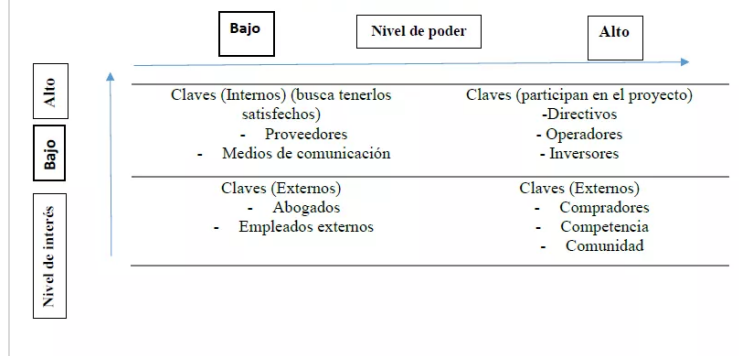 Bajo
Nivel de poder
Alto
Alto
Bajo
Nivel de interés
Claves (Internos) (busca tenerlos
satisfechos)
- Proveedores
- Medios de comunicación
Claves (participan en el proyecto)
-Directivos
- Operadores
- Inversores
Claves (Externos)
- Abogados
- Empleados externos
Claves (Externos)
- Compradores
- Competencia
- Comunidad